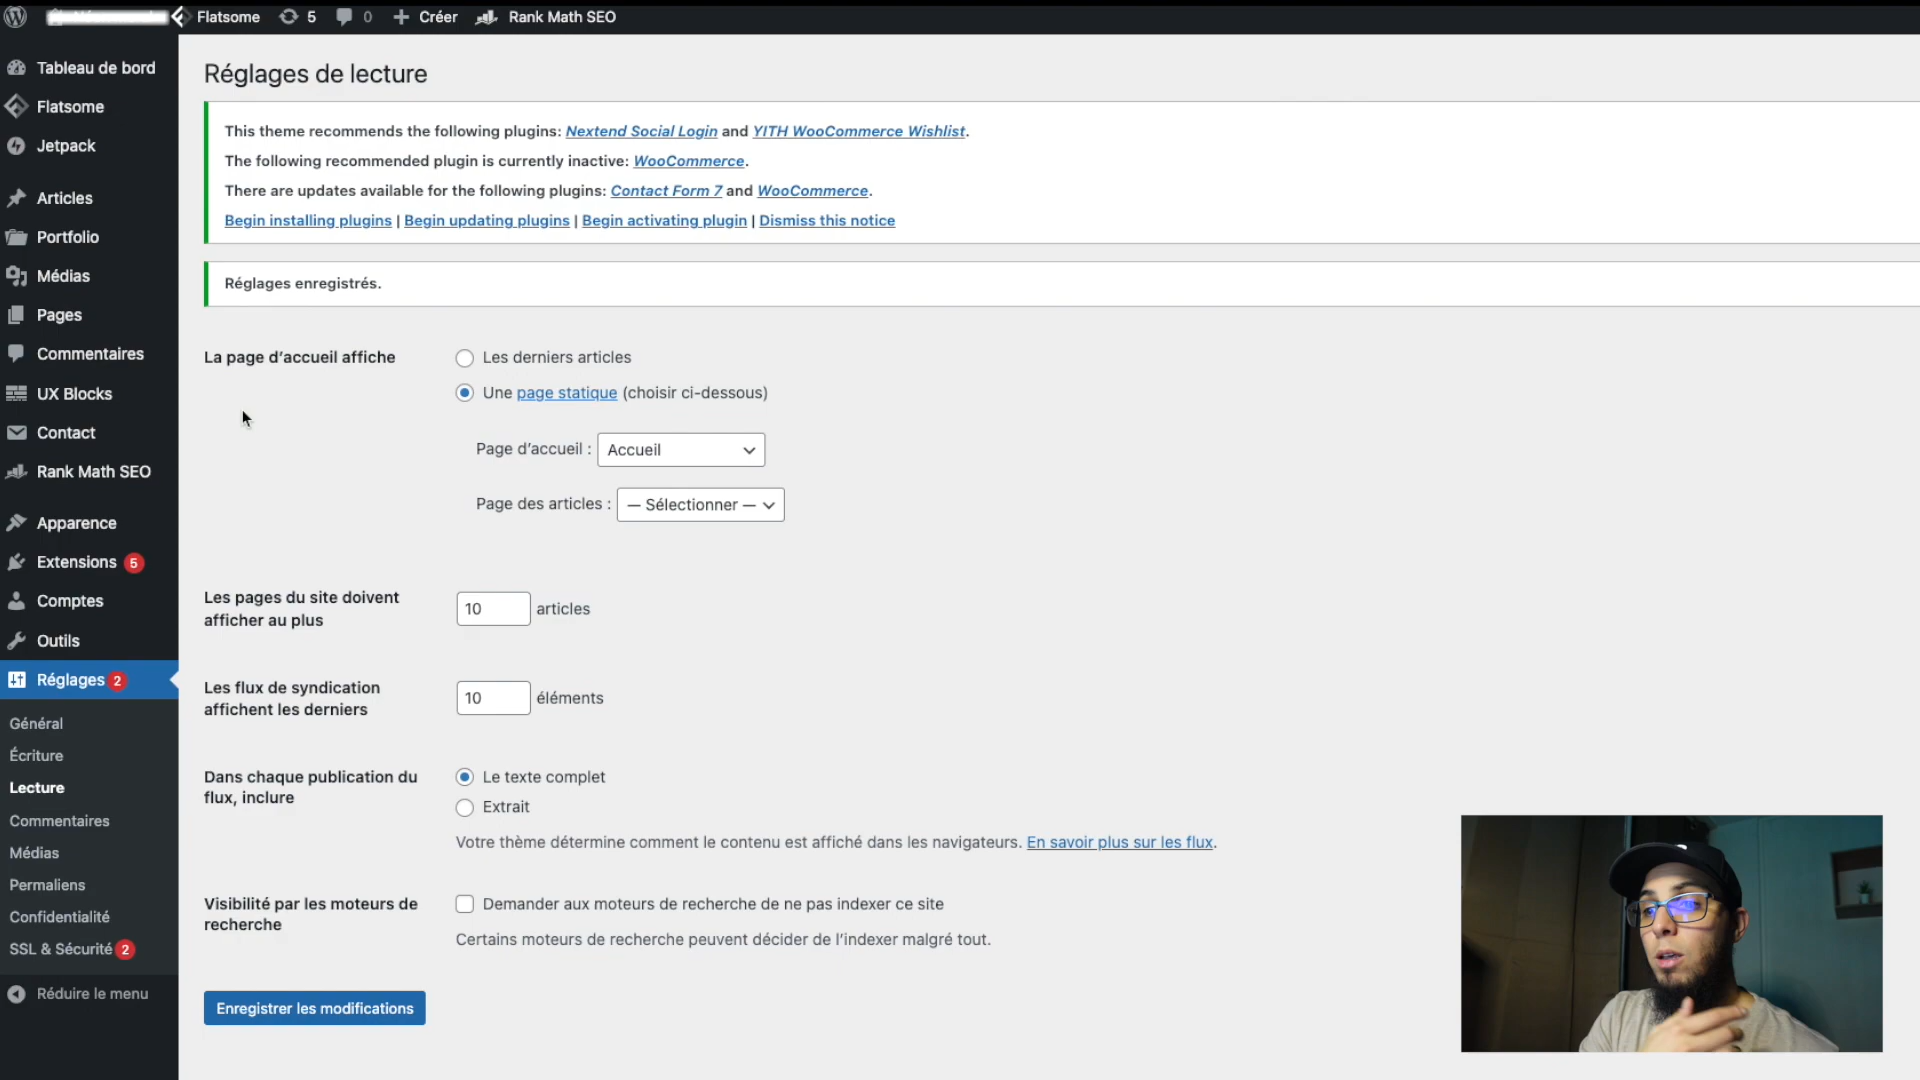 Flatsome 5 0 Créer Rank Math SEO
Tableau de bord
Flatsome
Jetpack
Articles
Portfolio
Médias
Pages
Commentaires
UX Blocks
Contact
Rank Math SEO
Apparence
Extensions 5
Comptes
Outils
Réglages 2
Général
Écriture
Lecture
Commentaires
Médias
Permaliens
Confidentialité
SSL & Sécurité 2
Réduire le menu
Réglages de lecture
This theme recommends the following plugins: Nextend Social Login and YITH WooCommerce Wishlist.
The following recommended plugin is currently inactive: WooCommerce.
There are updates available for the following plugins: Contact Form 7 and WooCommerce.
Begin installing plugins | Begin updating plugins | Begin activating plugin | Dismiss this notice
Réglages enregistrés.
La page d’accueil affiche
Les derniers articles
Une page statique (choisir ci-dessous)
Page d’accueil : Accueil
Page des articles : — Sélectionner —
Les pages du site doivent
afficher au plus
10 articles
Les flux de syndication
affichent les derniers
10 éléments
Dans chaque publication du
flux, inclure
Le texte complet
Extrait
Votre thème détermine comment le contenu est affiché dans les navigateurs. En savoir plus sur les flux.
Visibilité par les moteurs de
recherche
Demander aux moteurs de recherche de ne pas indexer ce site
Certains moteurs de recherche peuvent décider de l’indexer malgré tout.
Enregistrer les modifications